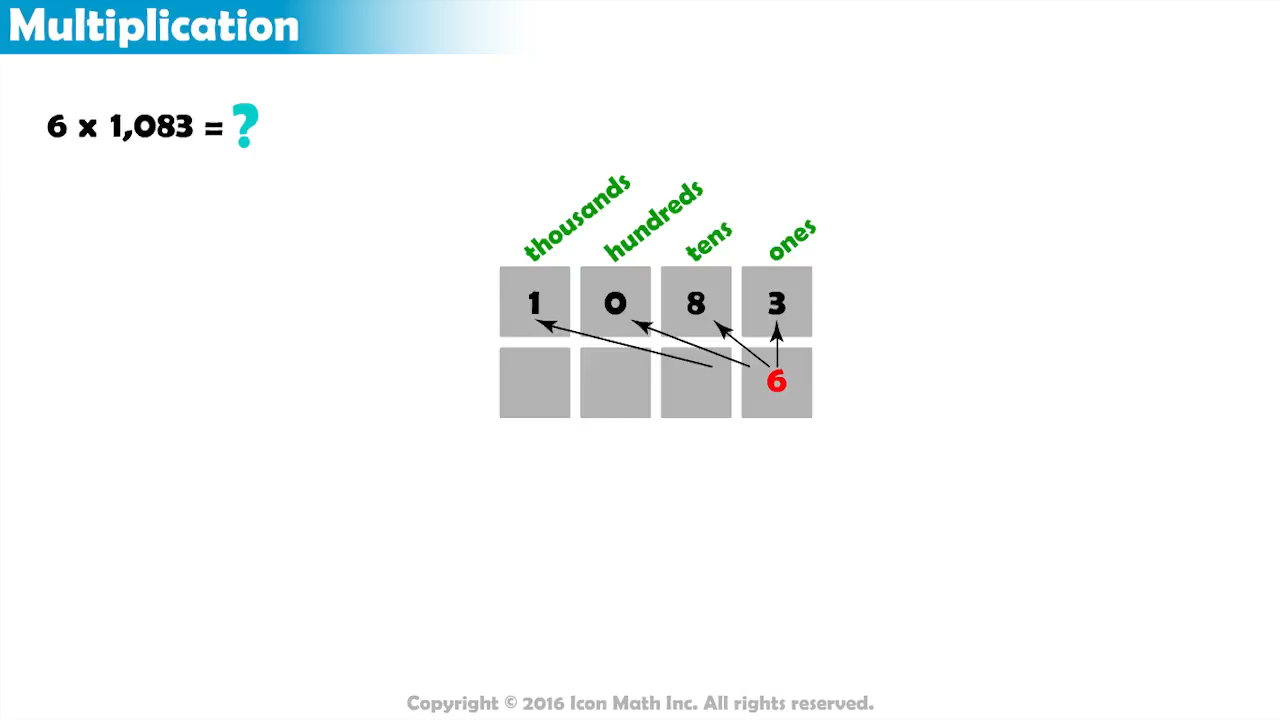 Multiplication
6 x 1,083 = ?
thousands hundreds tens ones
1 0 8 3
6
Copyright © 2016 Icon Math Inc. All rights reserved.